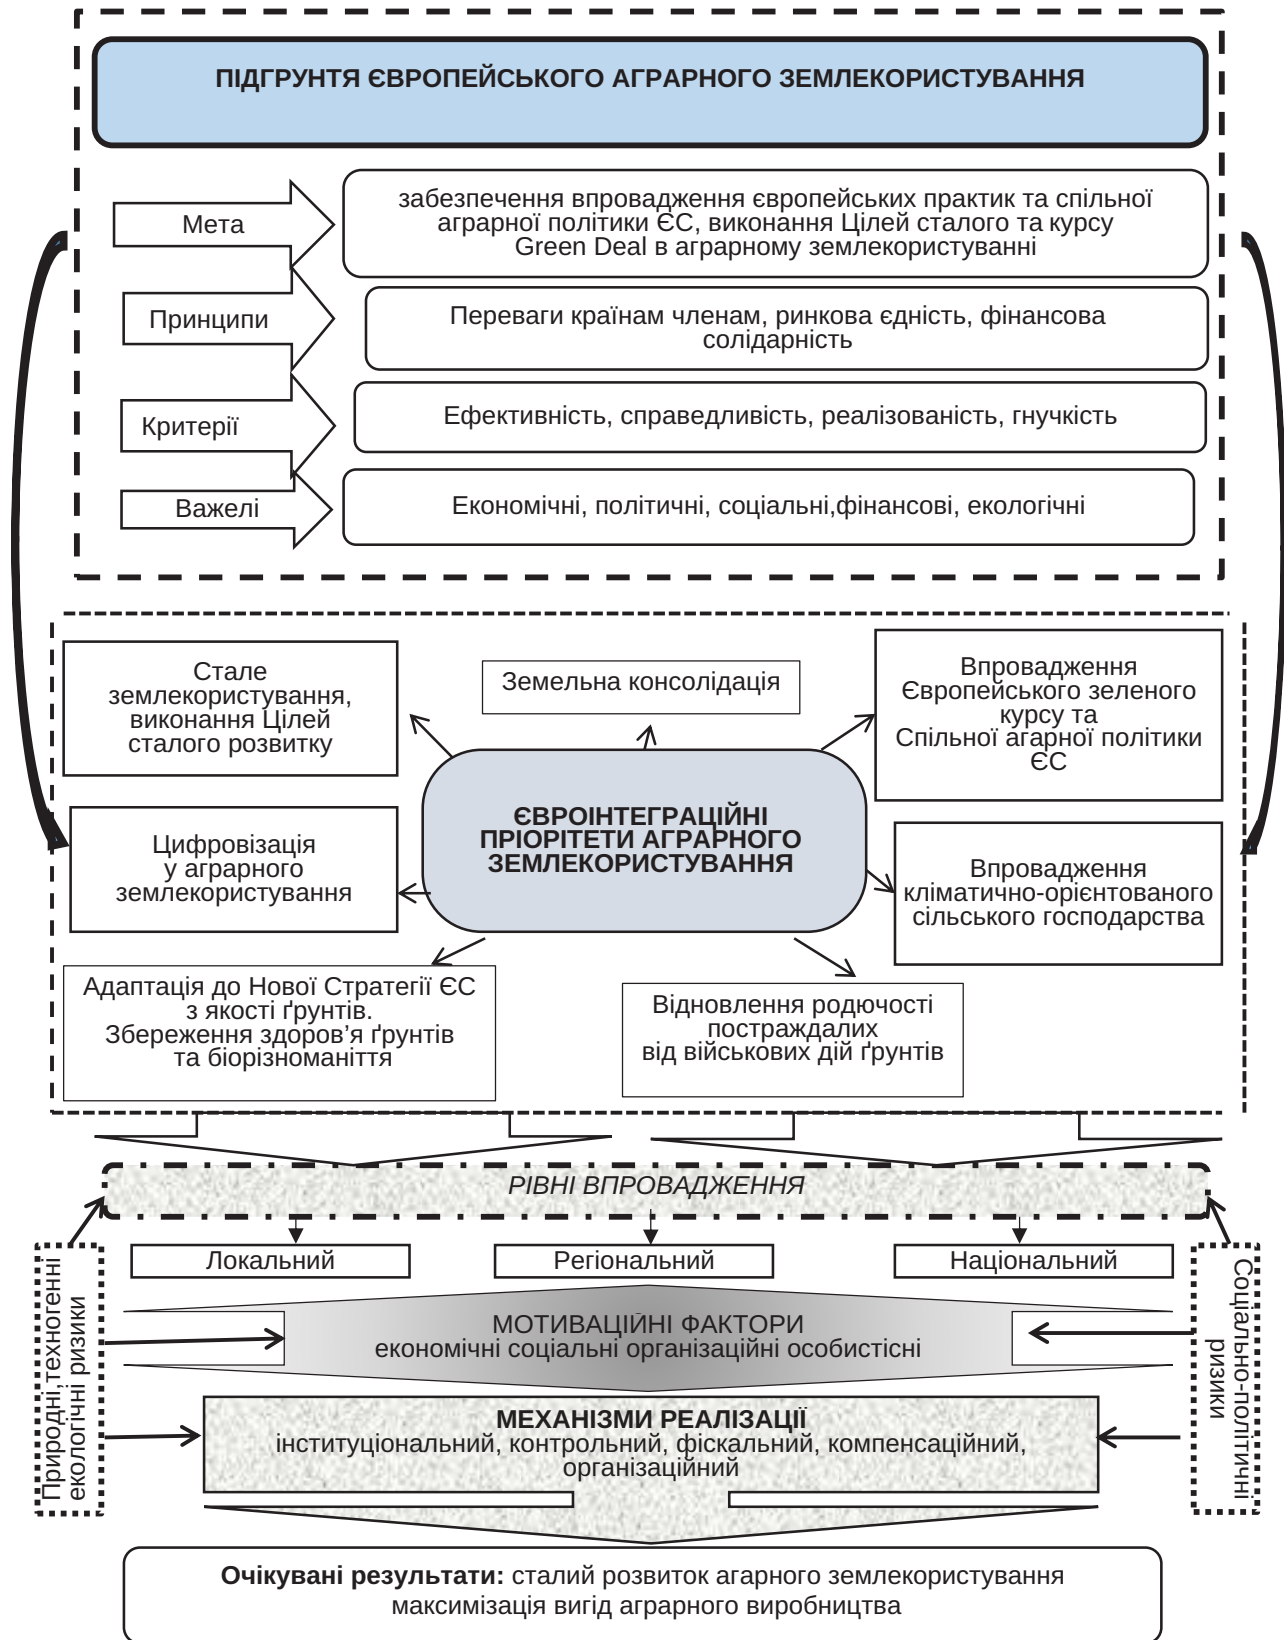 ПІДГРУНТЯ ЄВРОПЕЙСЬКОГО АГРАРНОГО ЗЕМЛЕКОРИСТУВАННЯ
Мета
забезпечення впровадження європейських практик та спільної
аграрної політики ЄС, виконання Цілей сталого та курсу
Green Deal в аграрному землекористуванні
Принципи
Переваги країнам членам, ринкова єдність, фінансова
солідарність
Критерії
Ефективність, справедливість, реалізованість, гнучкість
Важелі
Економічні, політичні, соціальні,фінансові, екологічні
Стале
землекористування,
виконання Цілей
сталого розвитку
Земельна консолідація
Впровадження
Європейського зеленого
курсу та
Спільної агарної політики
ЄС
ЄВРОІНТЕГРАЦІЙНІ
ПРІОРІТЕТИ АГРАРНОГО
ЗЕМЛЕКОРИСТУВАННЯ
Цифровізація
у аграрного
землекористування
Впровадження
кліматично-орієнтованого
сільського господарства
Адаптація до Нової Стратегії ЄС
з якості ґрунтів.
Збереження здоров’я ґрунтів
та біорізноманіття
Відновлення родючості
постраждалих
від військових дій ґрунтів
РІВНІ ВПРОВАДЖЕННЯ
Локальний
Регіональний
Національний
Природні,техногенні
екологічні ризики
Соціально-політичні
ризики
МОТИВАЦІЙНІ ФАКТОРИ
економічні соціальні організаційні особистісні
МЕХАНІЗМИ РЕАЛІЗАЦІЇ
інституціональний, контрольний, фіскальний, компенсаційний,
організаційний
Очікувані результати: сталий розвиток агарного землекористування
максимізація вигід аграрного виробництва